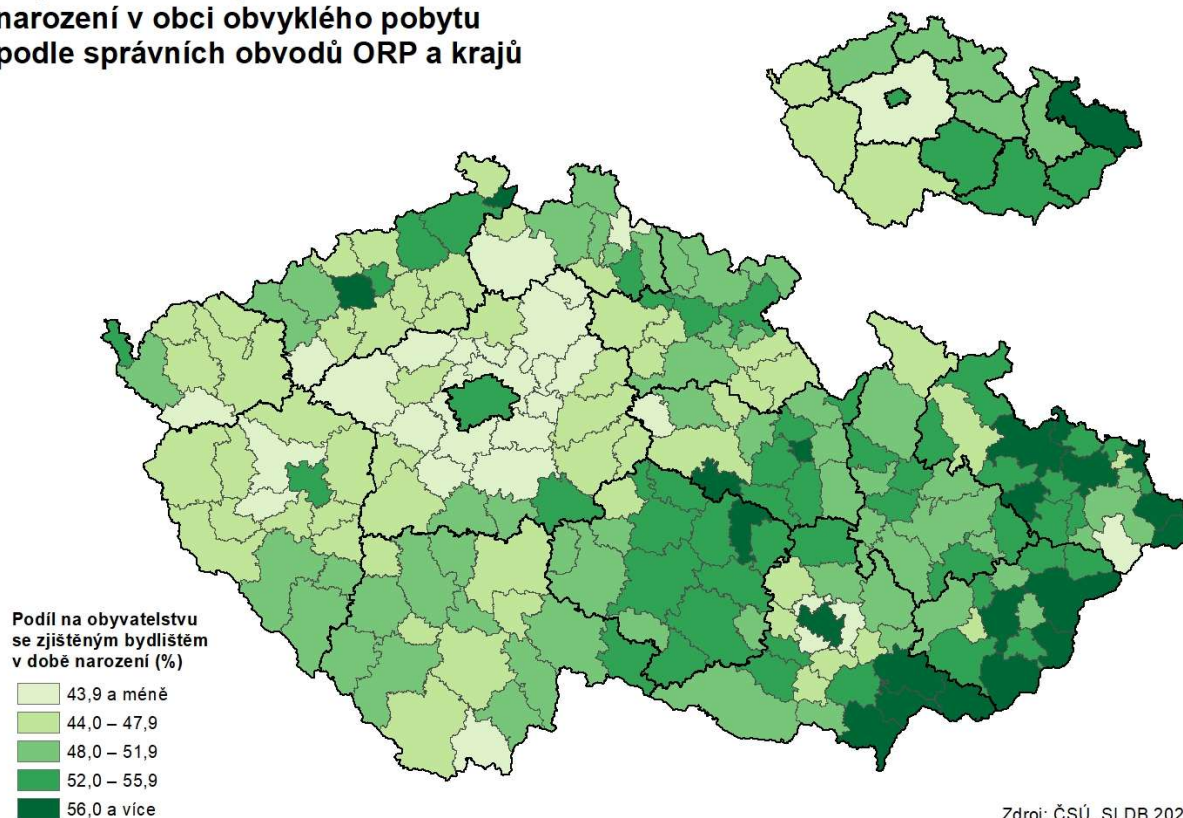 narození v obci obvyklého pobytu
podle správních obvodů ORP a krajů
Podíl na obyvatelstvu
se zjištěným bydlištěm
v době narození (%)
43,9 a méně
44,0 – 47,9
48,0 – 51,9
52,0 – 55,9
56,0 a více
Zdroj: ČSÚ, SLDB 202